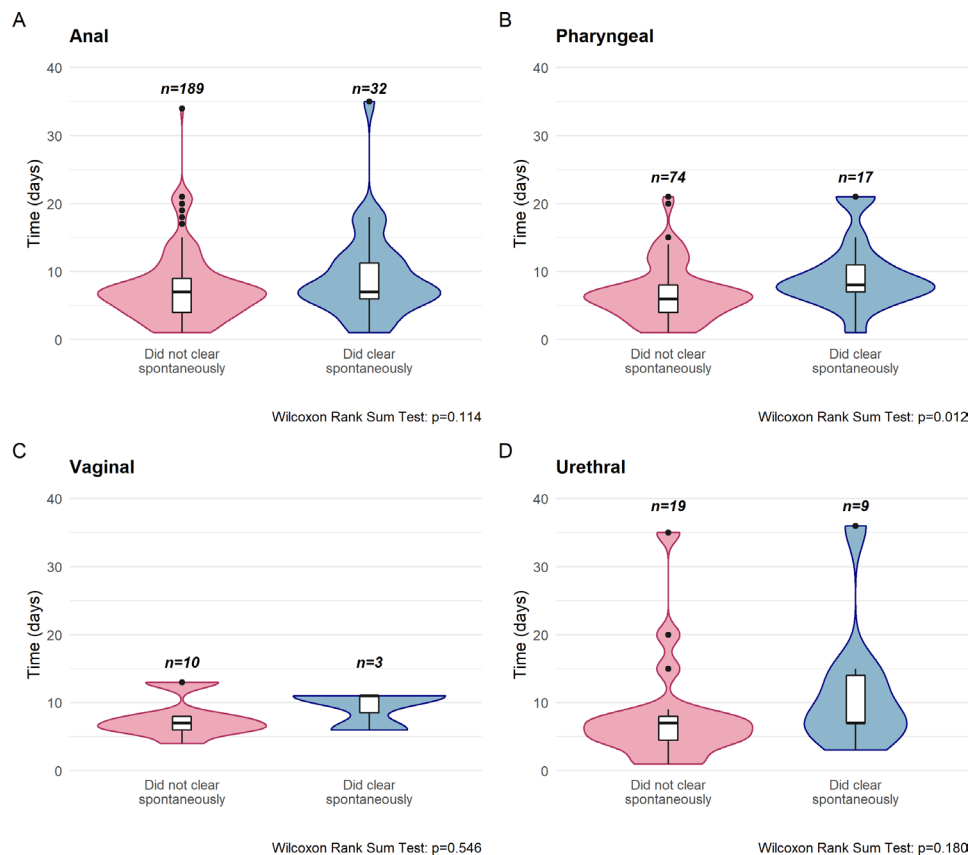 A
Anal
Time (days)
40
30
20
10
0
n=189
n=32
Did not clear
spontaneously
Did clear
spontaneously
Wilcoxon Rank Sum Test: p=0.114
B
Pharyngeal
Time (days)
40
30
20
10
0
n=74
n=17
Did not clear
spontaneously
Did clear
spontaneously
Wilcoxon Rank Sum Test: p=0.012
C
Vaginal
Time (days)
40
30
20
10
0
n=10
n=3
Did not clear
spontaneously
Did clear
spontaneously
Wilcoxon Rank Sum Test: p=0.546
D
Urethral
Time (days)
40
30
20
10
0
n=19
n=9
Did not clear
spontaneously
Did clear
spontaneously
Wilcoxon Rank Sum Test: p=0.180